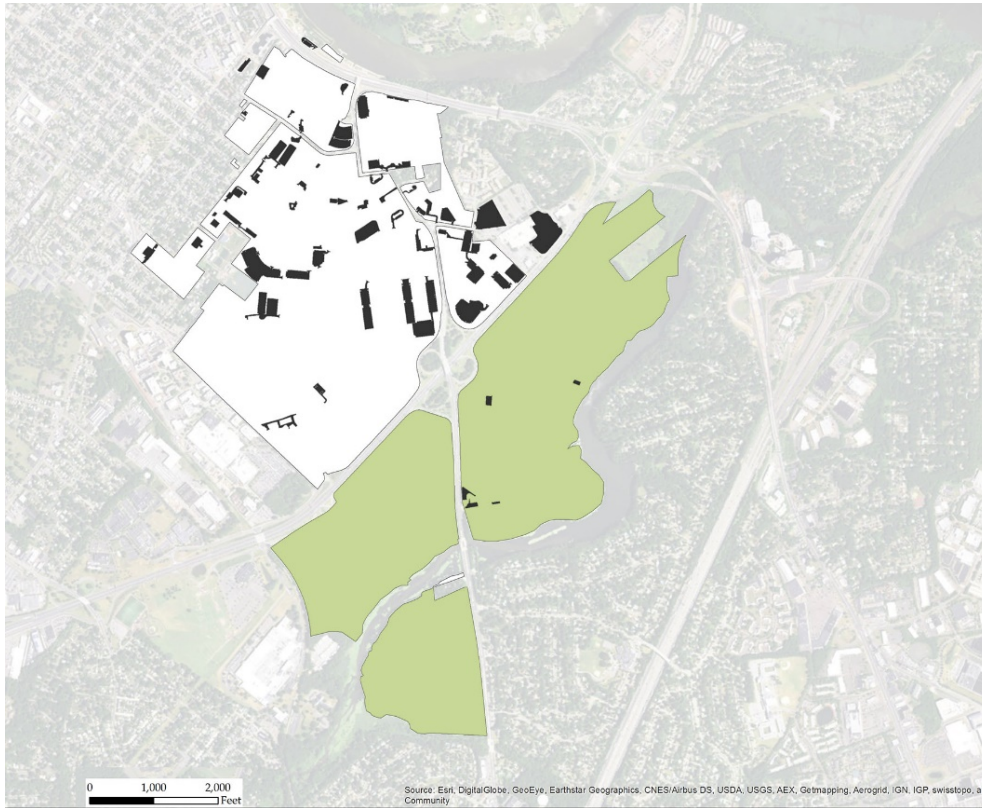 0 1,000 2,000
Feet
Source: Esri, DigitalGlobe, GeoEye, Earthstar Geographics, CNES/Airbus DS, USDA, USGS, AEX, Getmapping, Aerogrid, IGN, IGP, swisstopo, a
Community